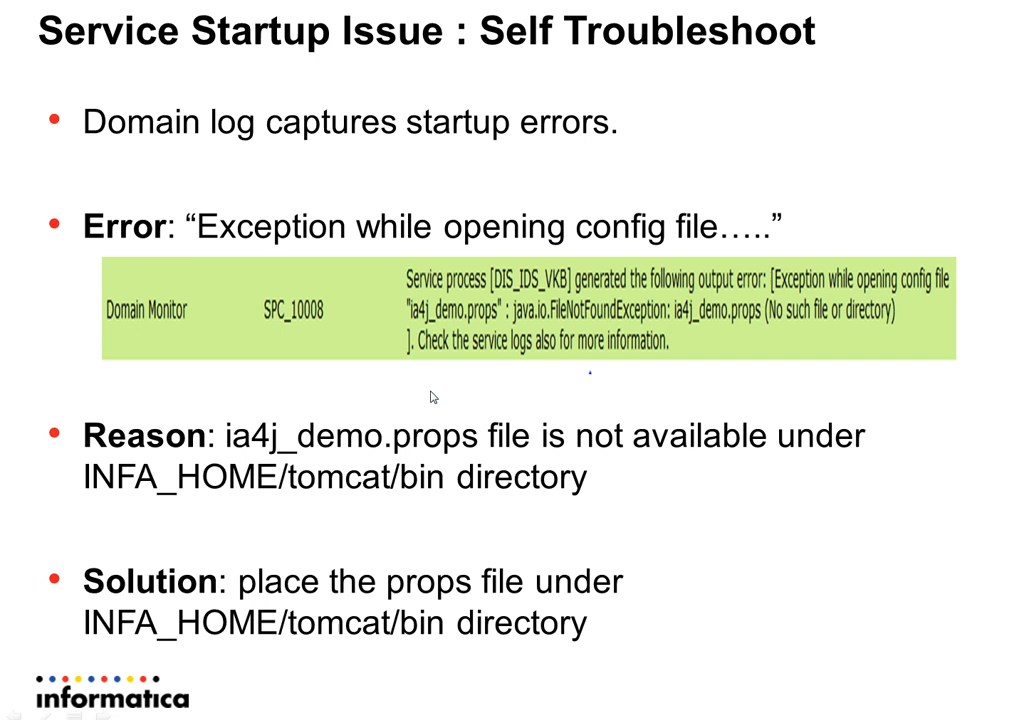 Service Startup Issue : Self Troubleshoot
• Domain log captures startup errors.
• Error: “Exception while opening config file…..”
Service process [DIS_IDS_VKB] generated the following output error: [Exception while opening config file
Domain Monitor SPC_10008 "ia4j_demo.props" : java.io.FileNotFoundException: ia4j_demo.props (No such file or directory)
]. Check the service logs also for more information.
• Reason: ia4j_demo.props file is not available under
INFA_HOME/tomcat/bin directory
• Solution: place the props file under
INFA_HOME/tomcat/bin directory
informatica